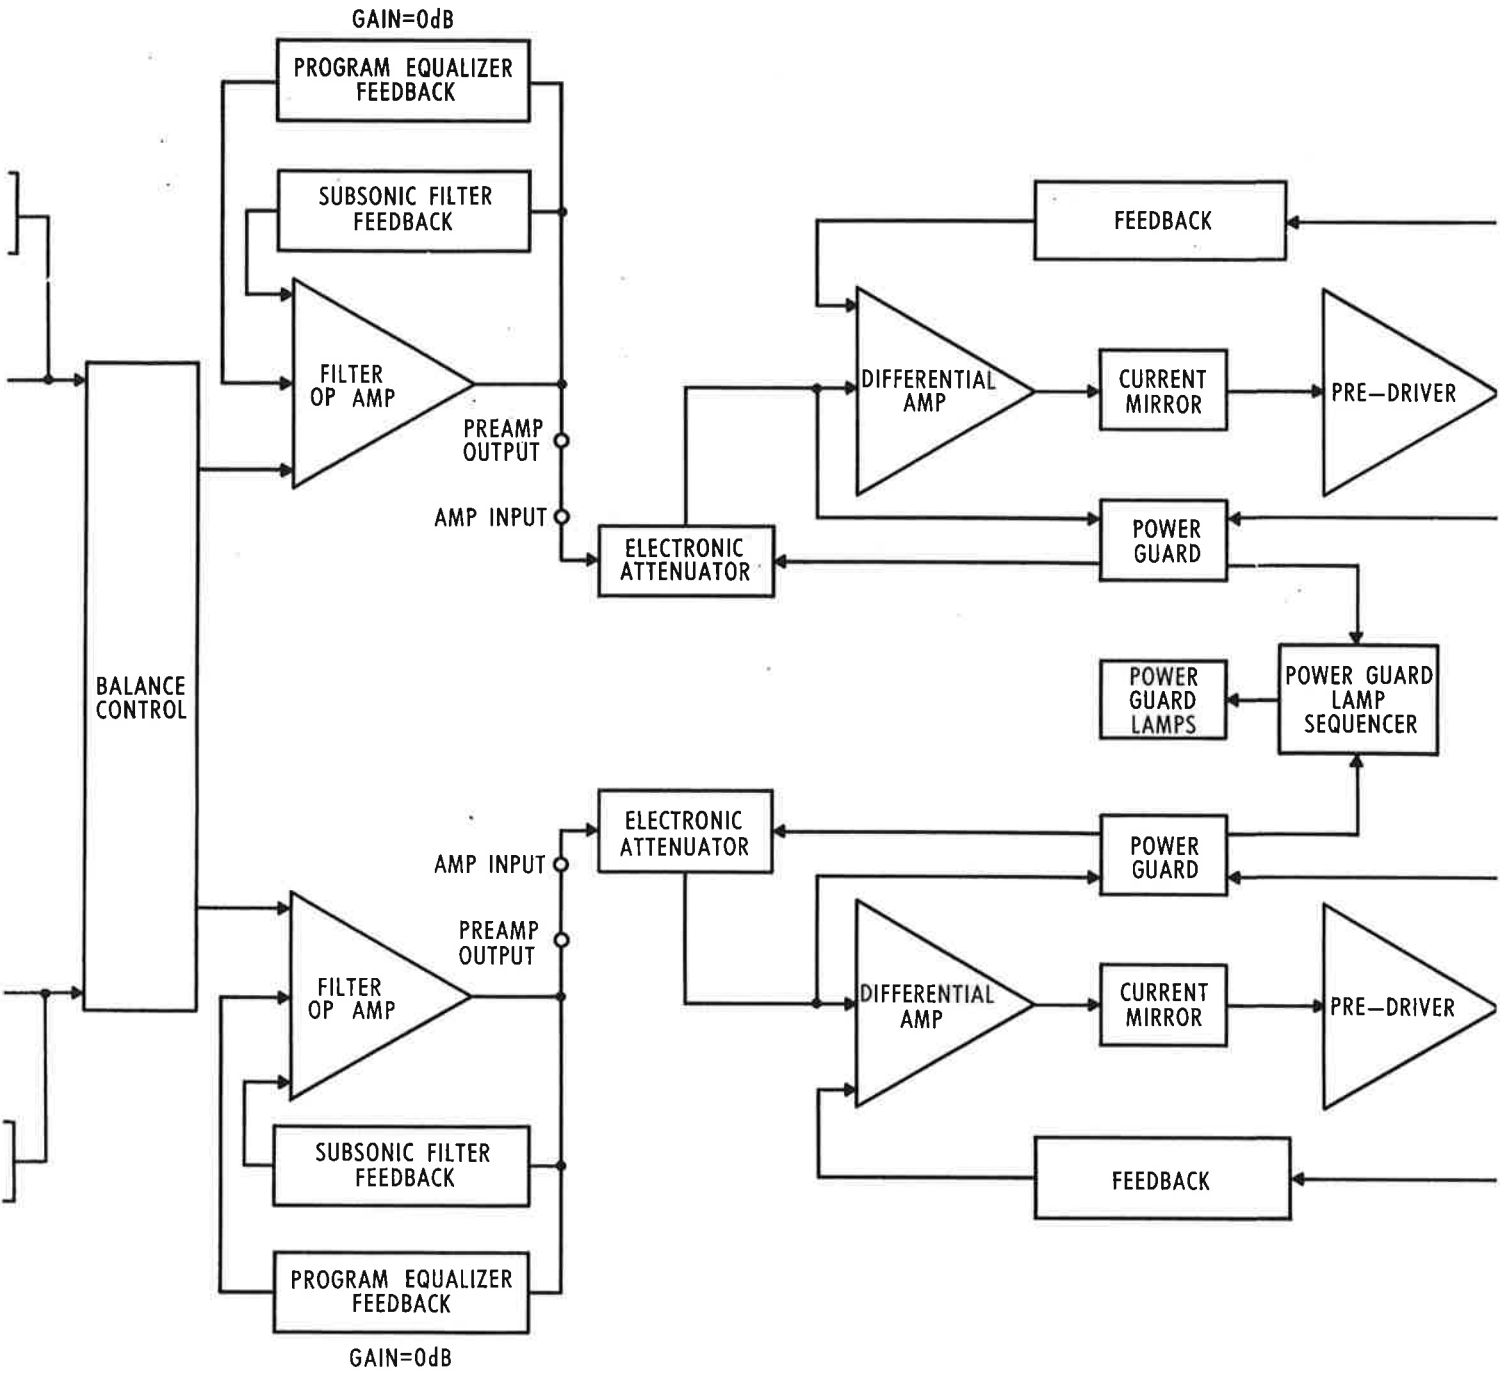 GAIN=0dB
PROGRAM EQUALIZER
FEEDBACK
SUBSONIC FILTER
FEEDBACK
FILTER
OP AMP
PREAMP
OUTPUT
AMP INPUT
ELECTRONIC
ATTENUATOR
FEEDBACK
DIFFERENTIAL
AMP
CURRENT
MIRROR
PRE–DRIVER
POWER
GUARD
BALANCE
CONTROL
POWER
GUARD
LAMPS
POWER GUARD
LAMP
SEQUENCER
ELECTRONIC
ATTENUATOR
POWER
GUARD
AMP INPUT
PREAMP
OUTPUT
FILTER
OP AMP
DIFFERENTIAL
AMP
CURRENT
MIRROR
PRE–DRIVER
SUBSONIC FILTER
FEEDBACK
FEEDBACK
PROGRAM EQUALIZER
FEEDBACK
GAIN=0dB